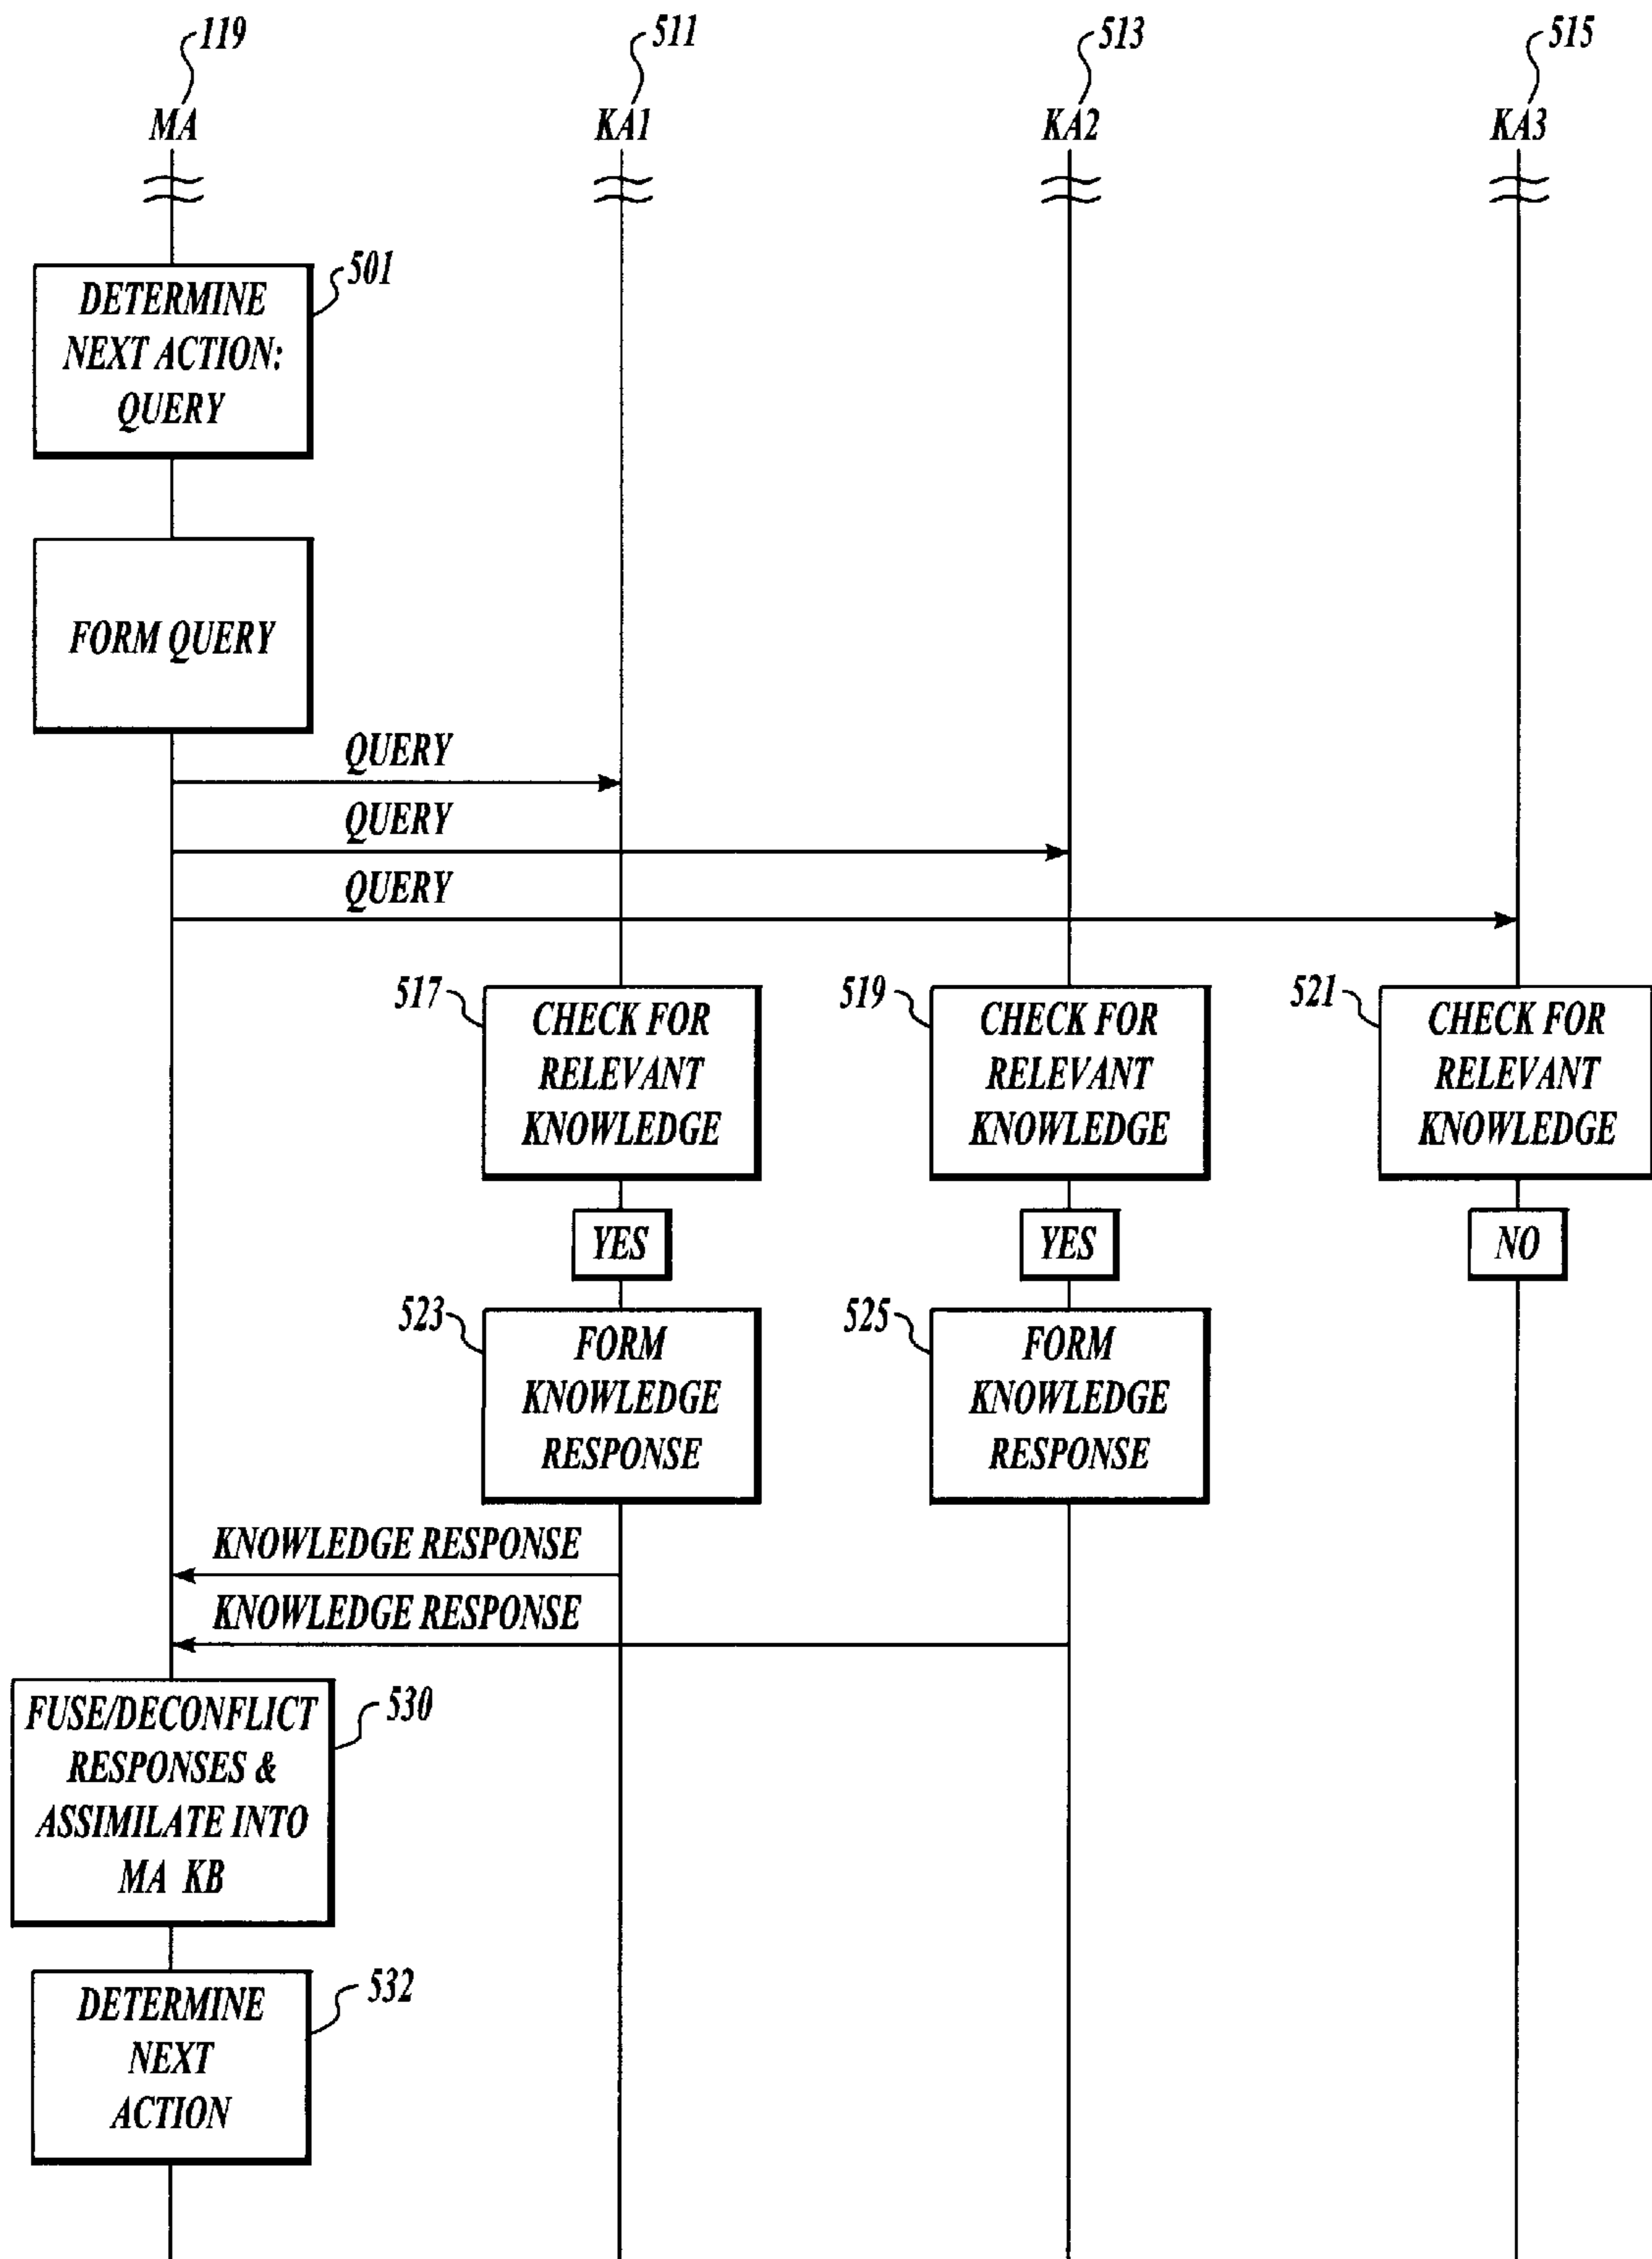 119
511
513
515
MA
KA1
KA2
KA3
501
DETERMINE
NEXT ACTION:
QUERY
FORM QUERY
QUERY
QUERY
QUERY
517
CHECK FOR
RELEVANT
KNOWLEDGE
519
CHECK FOR
RELEVANT
KNOWLEDGE
521
CHECK FOR
RELEVANT
KNOWLEDGE
YES
YES
NO
523
FORM
KNOWLEDGE
RESPONSE
525
FORM
KNOWLEDGE
RESPONSE
KNOWLEDGE RESPONSE
KNOWLEDGE RESPONSE
530
FUSE/DECONFLICT
RESPONSES &
ASSIMILATE INTO
MA KB
532
DETERMINE
NEXT
ACTION